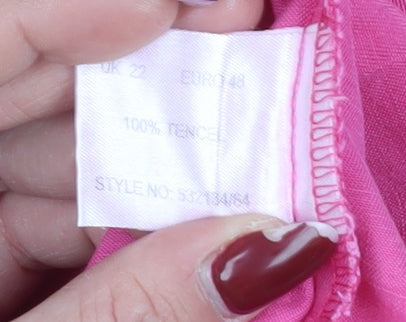 UK 22 EURO 48
100% TENCEL
STYLE NO: 532134/64